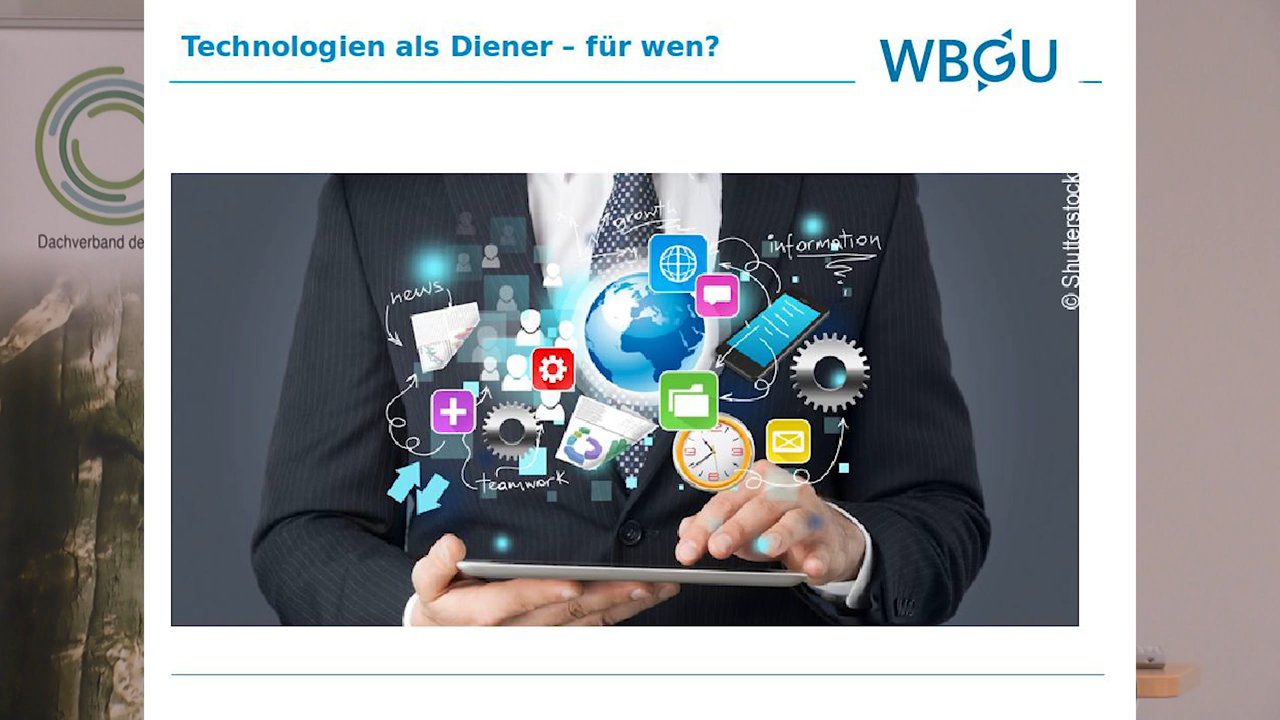 Technologien als Diener – für wen?
WBGU
Dachverband de
© Shutterstock
growth
information
news
teamwork